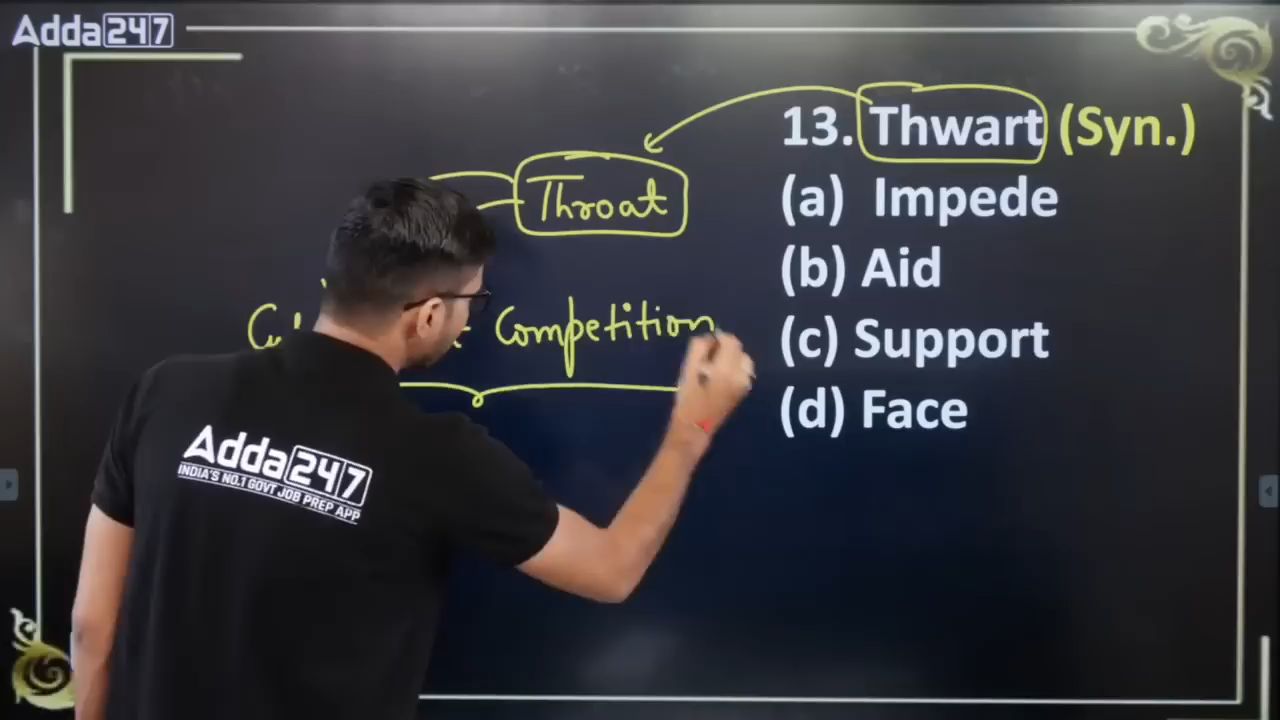 Adda247
13. Thwart (Syn.)
Throat
(a) Impede
(b) Aid
Competition
(c) Support
(d) Face
Adda247
INDIA'S NO.1 GOVT JOB PREP APP